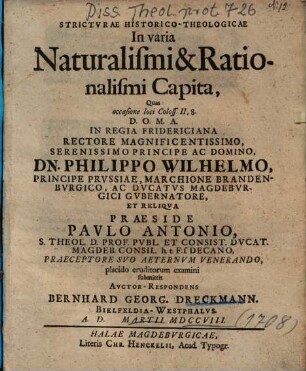 Diss. Theol. prot. 726
STRICTVRAE HISTORICO-THEOLOGICAE
In varia
Naturalismi & Ratio-
nalismi Capita,
Quas
occasione loci Coloss. II, 8.
D. O. M. A.
IN REGIA FRIDERICIANA
RECTORE MAGNIFICENTISSIMO,
SERENISSIMO PRINCIPE AC DOMINO,
DN. PHILIPPO WILHELMO,
PRINCIPE PRVSSIAE, MARCHIONE BRANDEN-
BVRGICO, AC DVCATVS MAGDEBVR-
GICI GVBERNATORE,
ET RELIQVA
PRAESIDE
PAVLO ANTONIO,
S. THEOL. D. PROF. PVBL. ET CONSIST. DVCAT.
MAGDEB CONSIL. h. t. DECANO,
PRAECEPTORE SVO AETERNVM VENERANDO,
placido eruditorum examini
submittit
AVCTOR-RESPONDENS
BERNHARD GEORG. DRECKMANN.
BIELFELDIA-WESTPHALVS.
A. D. MARTII MDCCVIII.
(1708)
HALAE MAGDEBVRGICAE,
Literis CHR. HENCKELII, Acad. Typogr.